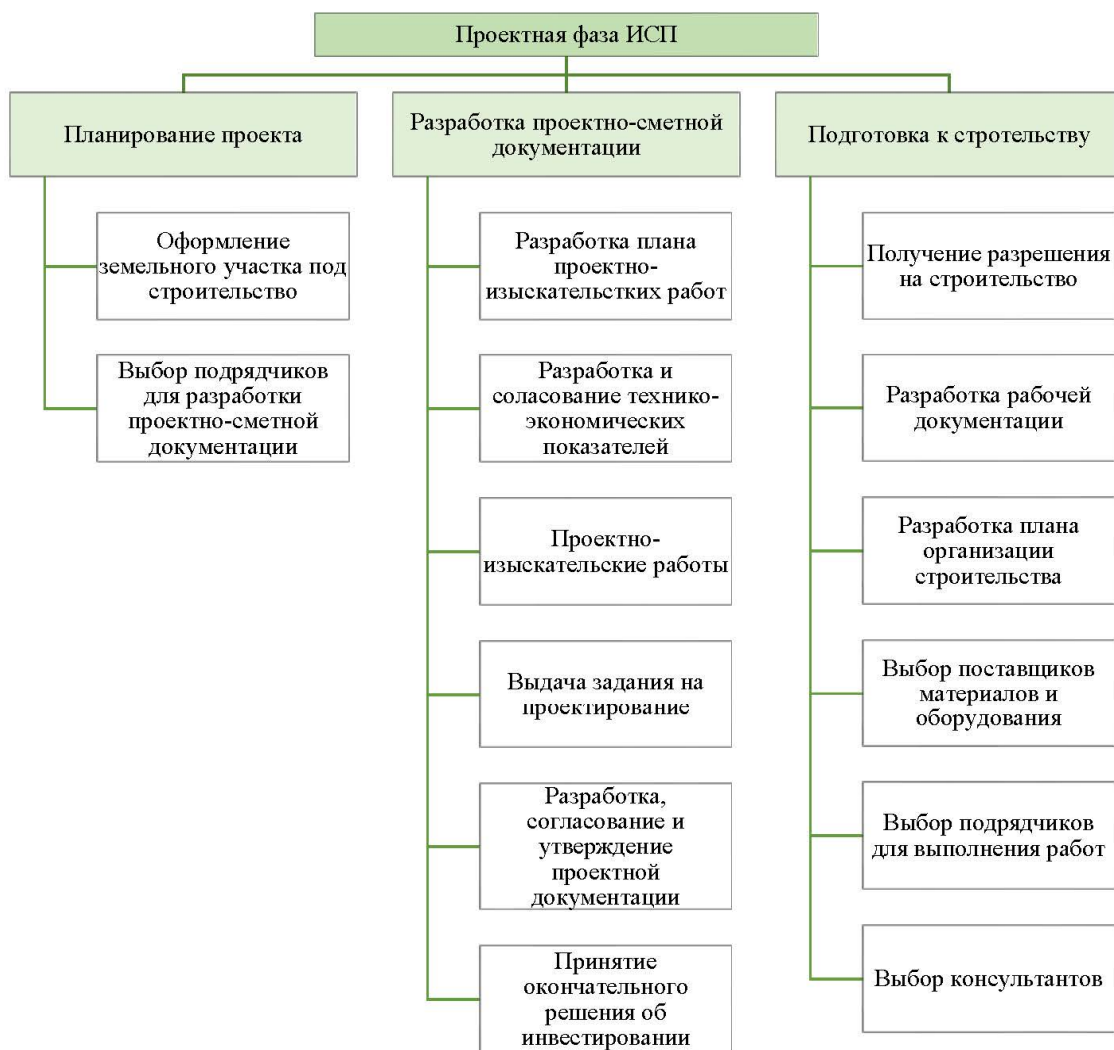 Проектная фаза ИСП
Планирование проекта
Оформление
земельного участка под
строительство
Выбор подрядчиков
для разработки
проектно-сметной
документации
Разработка проектно-сметной
документации
Разработка плана
проектно-
изыскательстких работ
Разработка и
соласование технико-
экономических
показателей
Проектно-
изыскательские работы
Выдача задания на
проектирование
Разработка,
согласование и
утверждение
проектной
документации
Принятие
окончательного
решения об
инвестировании
Подготовка к стротельству
Получение разрешения
на строительство
Разработка рабочей
документации
Разработка плана
организации
строительства
Выбор поставщиков
материалов и
оборудования
Выбор подрядчиков
для выполнения работ
Выбор консультантов